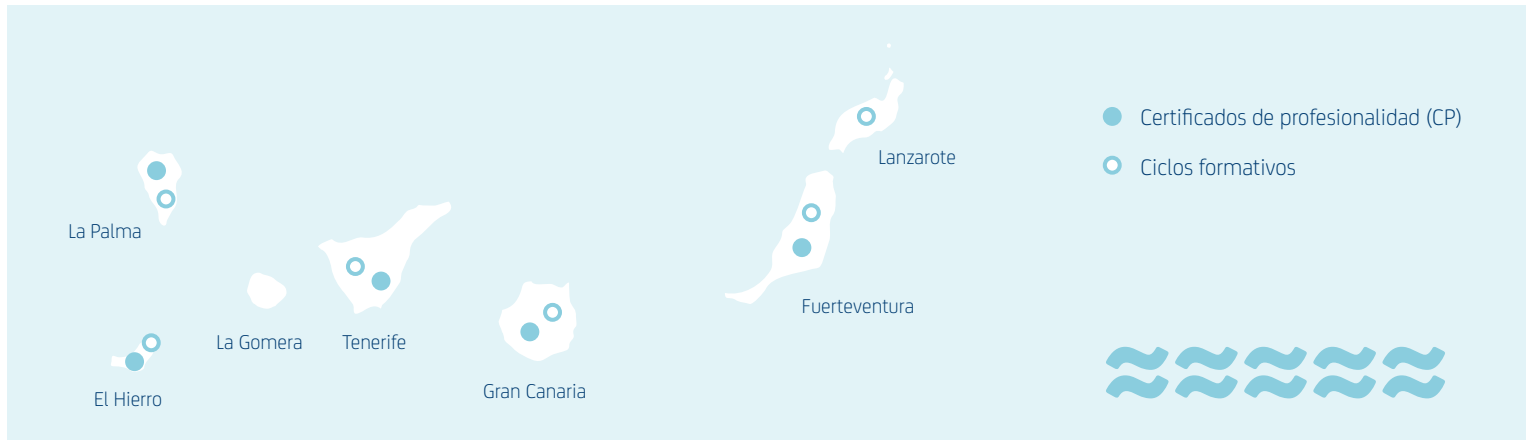 Certificados de profesionalidad (CP)
Ciclos formativos
Lanzarote
La Palma
Fuerteventura
La Gomera
Tenerife
Gran Canaria
El Hierro